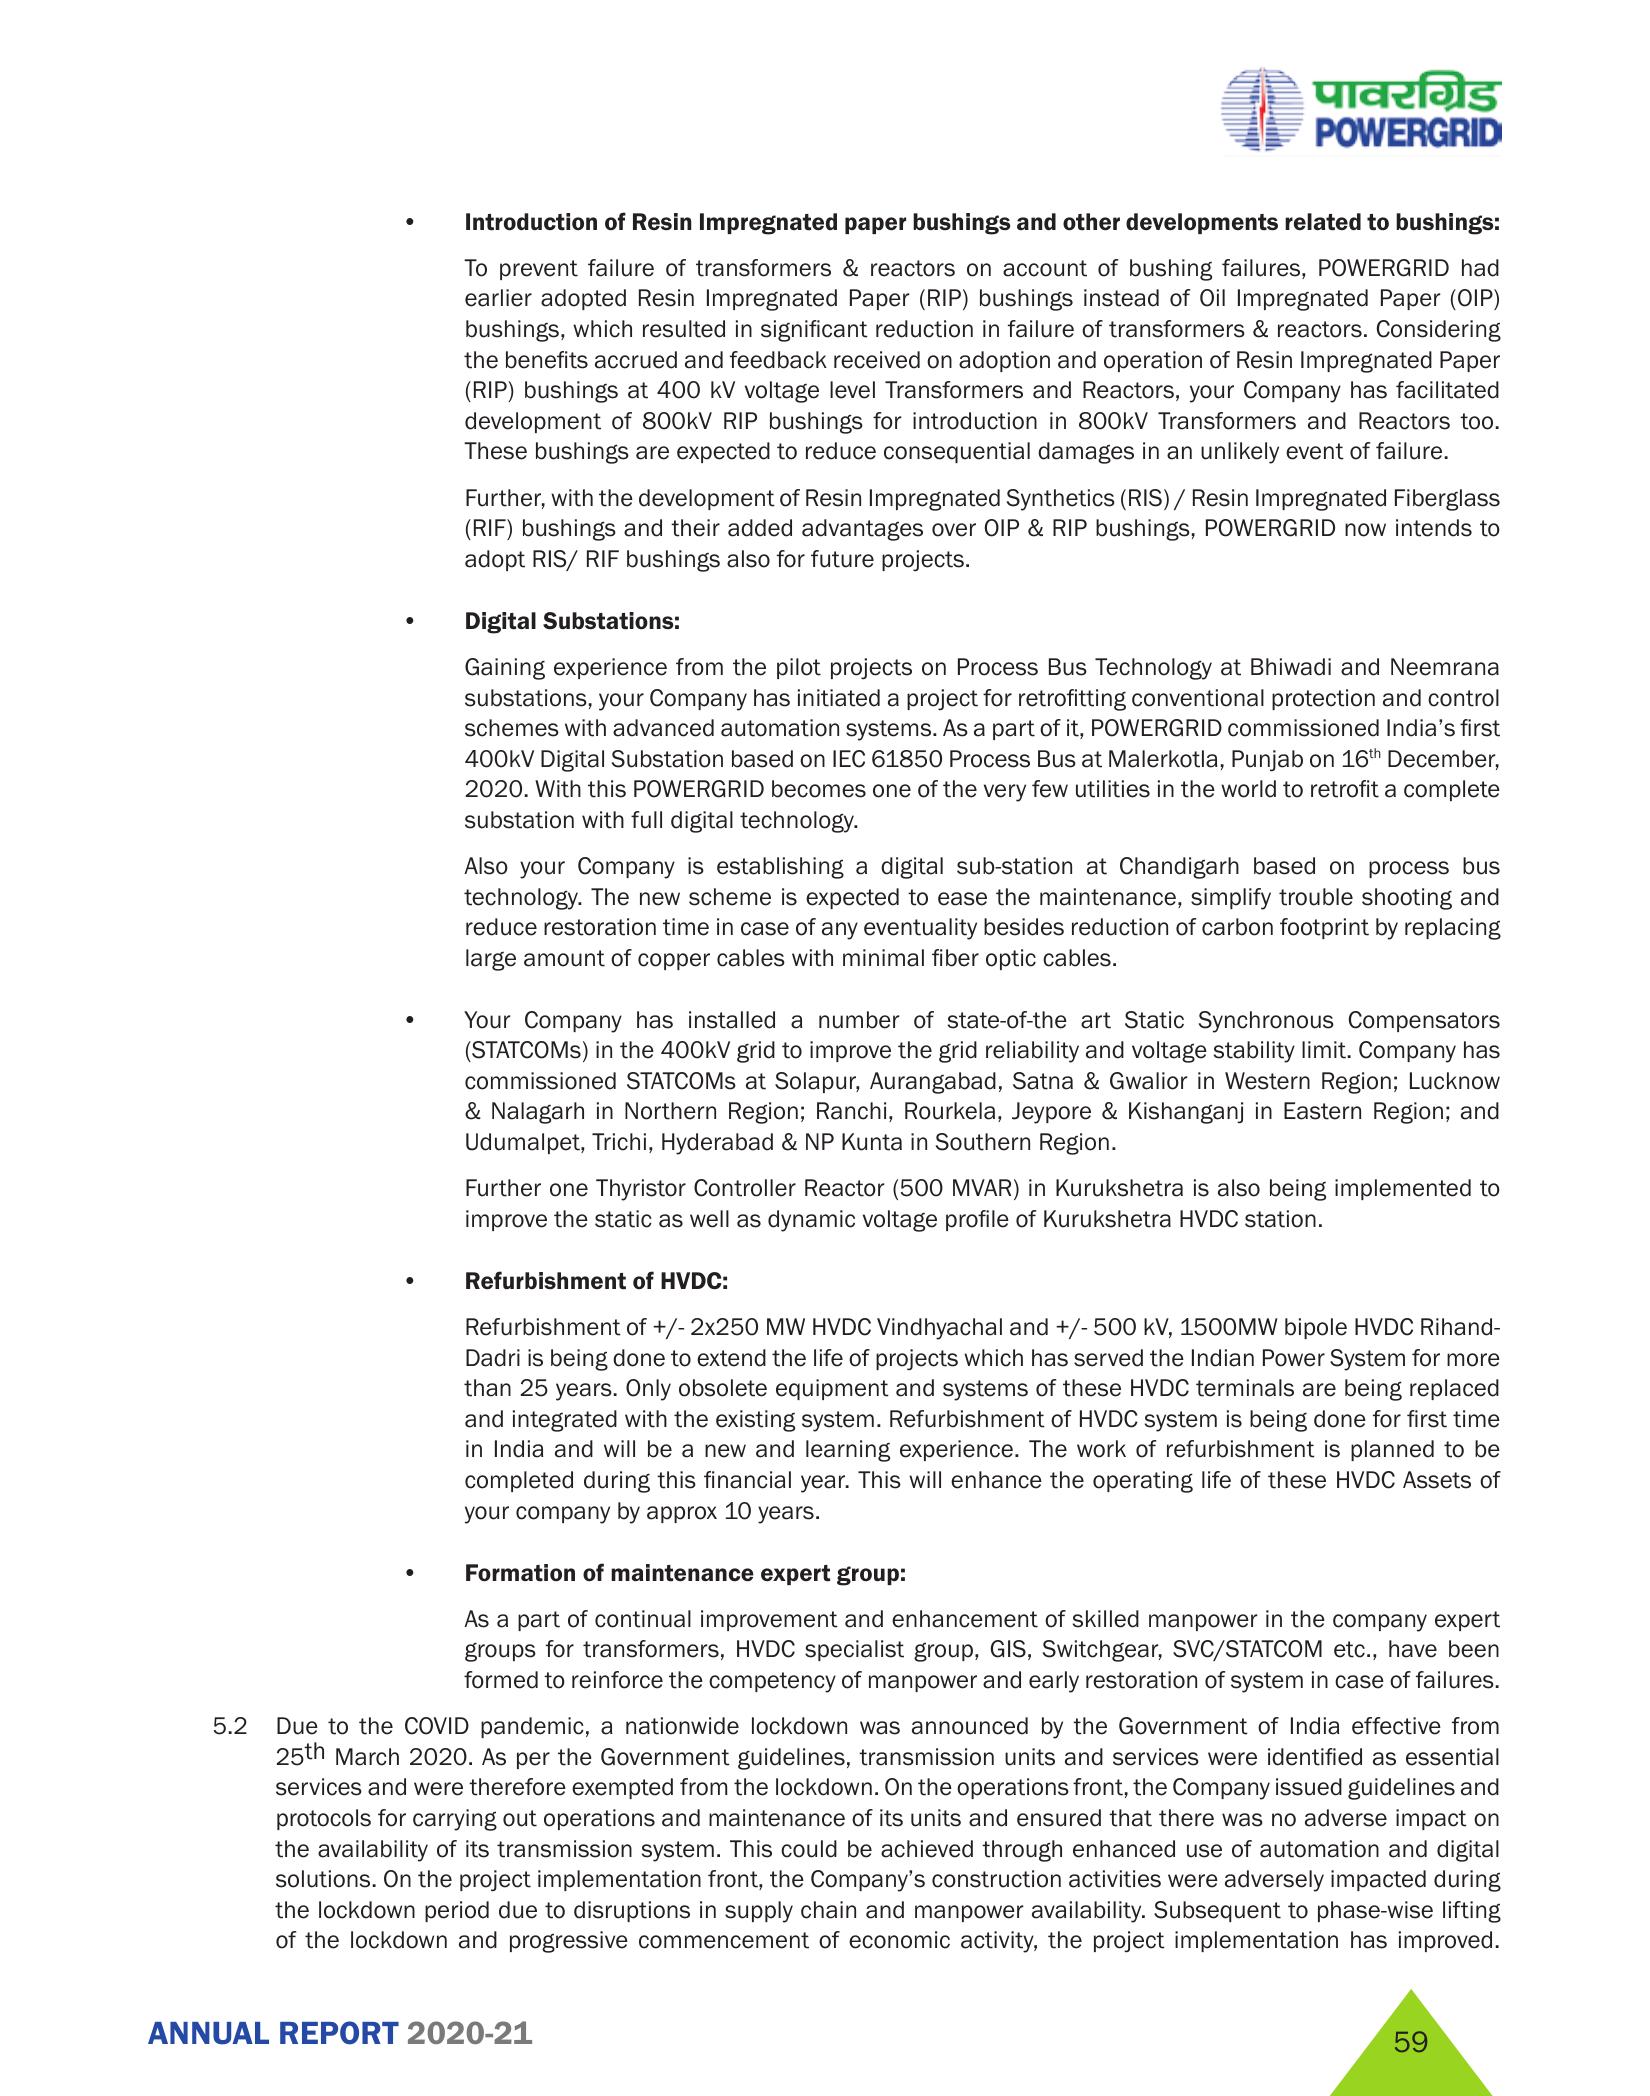 पावरग्रिड
POWERGRID
• Introduction of Resin Impregnated paper bushings and other developments related to bushings:
To prevent failure of transformers & reactors on account of bushing failures, POWERGRID had
earlier adopted Resin Impregnated Paper (RIP) bushings instead of Oil Impregnated Paper (OIP)
bushings, which resulted in significant reduction in failure of transformers & reactors. Considering
the benefits accrued and feedback received on adoption and operation of Resin Impregnated Paper
(RIP) bushings at 400 kV voltage level Transformers and Reactors, your Company has facilitated
development of 800kV RIP bushings for introduction in 800kV Transformers and Reactors too.
These bushings are expected to reduce consequential damages in an unlikely event of failure.
Further, with the development of Resin Impregnated Synthetics (RIS) / Resin Impregnated Fiberglass
(RIF) bushings and their added advantages over OIP & RIP bushings, POWERGRID now intends to
adopt RIS/ RIF bushings also for future projects.
• Digital Substations:
Gaining experience from the pilot projects on Process Bus Technology at Bhiwadi and Neemrana
substations, your Company has initiated a project for retrofitting conventional protection and control
schemes with advanced automation systems. As a part of it, POWERGRID commissioned India's first
400kV Digital Substation based on IEC 61850 Process Bus at Malerkotla, Punjab on 16th December,
2020. With this POWERGRID becomes one of the very few utilities in the world to retrofit a complete
substation with full digital technology.
Also your Company is establishing a digital sub-station at Chandigarh based on process bus
technology. The new scheme is expected to ease the maintenance, simplify trouble shooting and
reduce restoration time in case of any eventuality besides reduction of carbon footprint by replacing
large amount of copper cables with minimal fiber optic cables.
• Your Company has installed a number of state-of-the art Static Synchronous Compensators
(STATCOMs) in the 400kV grid to improve the grid reliability and voltage stability limit. Company has
commissioned STATCOMs at Solapur, Aurangabad, Satna & Gwalior in Western Region; Lucknow
& Nalagarh in Northern Region; Ranchi, Rourkela, Jeypore & Kishanganj in Eastern Region; and
Udumalpet, Trichi, Hyderabad & NP Kunta in Southern Region.
Further one Thyristor Controller Reactor (500 MVAR) in Kurukshetra is also being implemented to
improve the static as well as dynamic voltage profile of Kurukshetra HVDC station.
• Refurbishment of HVDC:
Refurbishment of +/- 2x250 MW HVDC Vindhyachal and +/- 500 kV, 1500MW bipole HVDC Rihand-
Dadri is being done to extend the life of projects which has served the Indian Power System for more
than 25 years. Only obsolete equipment and systems of these HVDC terminals are being replaced
and integrated with the existing system. Refurbishment of HVDC system is being done for first time
in India and will be a new and learning experience. The work of refurbishment is planned to be
completed during this financial year. This will enhance the operating life of these HVDC Assets of
your company by approx 10 years.
• Formation of maintenance expert group:
As a part of continual improvement and enhancement of skilled manpower in the company expert
groups for transformers, HVDC specialist group, GIS, Switchgear, SVC/STATCOM etc., have been
formed to reinforce the competency of manpower and early restoration of system in case of failures.
5.2 Due to the COVID pandemic, a nationwide lockdown was announced by the Government of India effective from
25th March 2020. As per the Government guidelines, transmission units and services were identified as essential
services and were therefore exempted from the lockdown. On the operations front, the Company issued guidelines and
protocols for carrying out operations and maintenance of its units and ensured that there was no adverse impact on
the availability of its transmission system. This could be achieved through enhanced use of automation and digital
solutions. On the project implementation front, the Company's construction activities were adversely impacted during
the lockdown period due to disruptions in supply chain and manpower availability. Subsequent to phase-wise lifting
of the lockdown and progressive commencement of economic activity, the project implementation has improved.
ANNUAL REPORT 2020-21
59